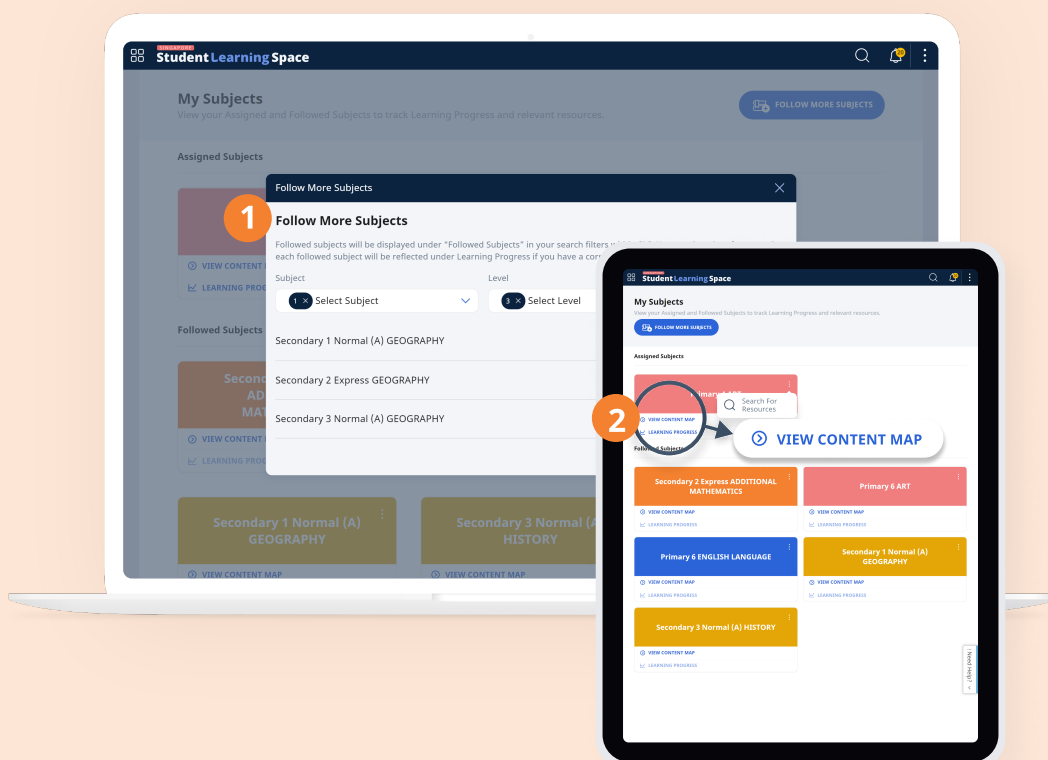 SINGAPORE
Student Learning Space
20
My Subjects
View your Assigned and Followed Subjects to track Learning Progress and relevant resources.
FOLLOW MORE SUBJECTS
Assigned Subjects
VIEW CONTENT
LEARNING PROG
Followed Subjects
Secon
AD
MAT
VIEW CONTENT
LEARNING PROG
Secondary 1 Normal (A)
GEOGRAPHY
VIEW CONTENT MAP
Secondary 3 Normal (A
HISTORY
VIEW CONTENT MAP
1
Follow More Subjects
Follow More Subjects
Followed subjects will be displayed under "Followed Subjects" in your search filters
each followed subject will be reflected under Learning Progress if you have a
Subject
Level
1 × Select Subject
3 × Select Level
Secondary 1 Normal (A) GEOGRAPHY
Secondary 2 Express GEOGRAPHY
Secondary 3 Normal (A) GEOGRAPHY
Student Learning Space
My Subjects
View your Assigned and Followed Subjects to track Learning Progress and relevant resources.
FOLLOW MORE SUBJECTS
Assigned Subjects
Search For
Resources
2
VIEW CONTENT MAP
LEARNING PROGRESS
VIEW CONTENT MAP
Followed Subjects
Secondary 2 Express ADDITIONAL
MATHEMATICS
VIEW CONTENT MAP
LEARNING PROGRESS
Primary 6 ART
VIEW CONTENT MAP
LEARNING PROGRESS
Primary 6 ENGLISH LANGUAGE
VIEW CONTENT MAP
LEARNING PROGRESS
Secondary 1 Normal (A)
GEOGRAPHY
VIEW CONTENT MAP
LEARNING PROGRESS
Secondary 3 Normal (A) HISTORY
VIEW CONTENT MAP
LEARNING PROGRESS
Need Help?